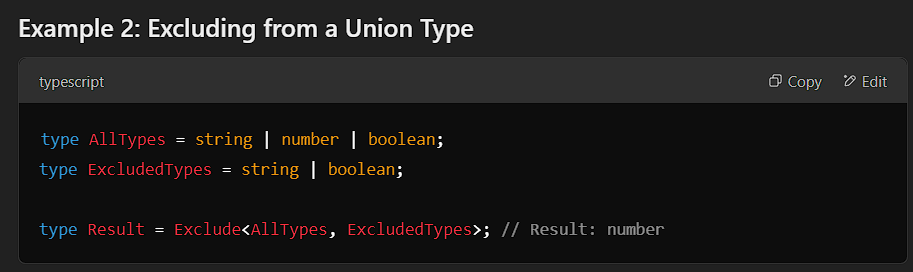 Example 2: Excluding from a Union Type
typescript
Copy
Edit
type AllTypes = string | number | boolean;
type ExcludedTypes = string | boolean;
type Result = Exclude<AllTypes, ExcludedTypes>; // Result: number